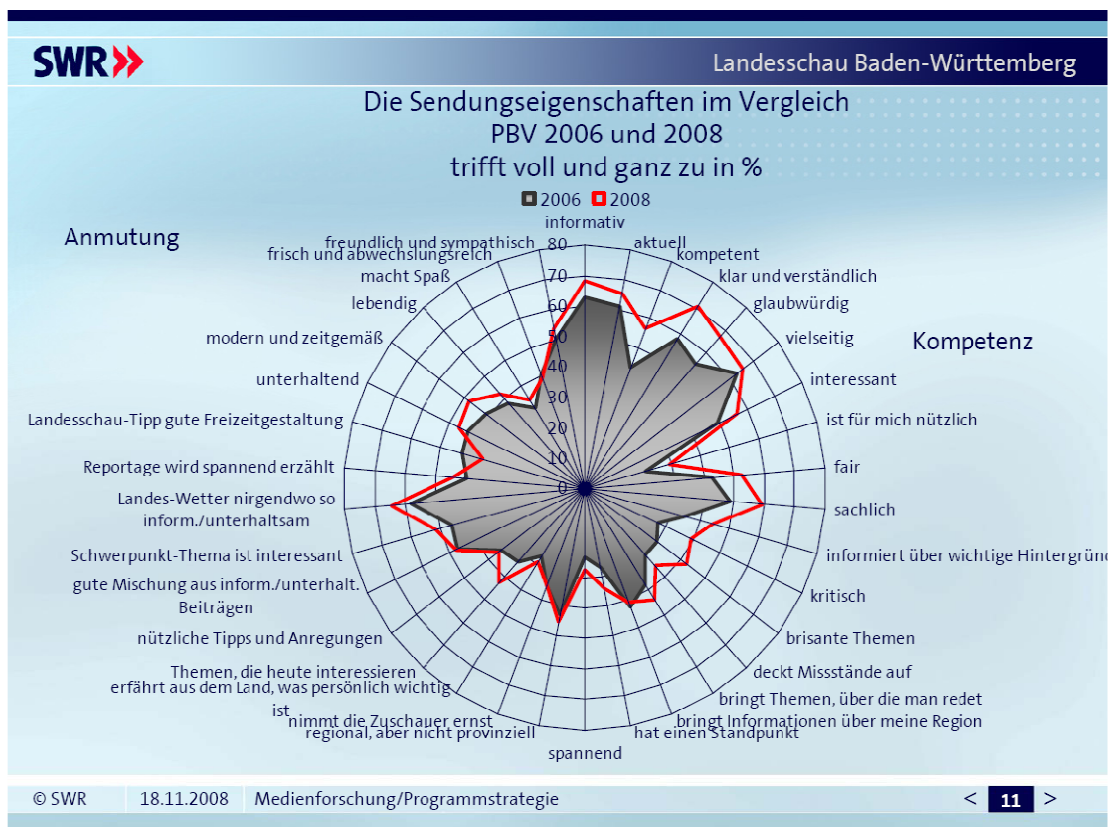 SWR
Landesschau Baden-Württemberg
Die Sendungseigenschaften im Vergleich
PBV 2006 und 2008
trifft voll und ganz zu in %
2006 2008
Anmutung
Kompetenz
informativ
aktuell
kompetent
klar und verständlich
glaubwürdig
vielseitig
interessant
ist für mich nützlich
fair
sachlich
informiert über wichtige Hintergrün
kritisch
brisante Themen
deckt Missstände auf
bringt Themen, über die man redet
bringt Informationen über meine Region
hat einen Standpunkt
spannend
regional, aber nicht provinziell
nimmt die Zuschauer ernst
erfährt aus dem Land, was persönlich wichtig
ist
Themen, die heute interessieren
nützliche Tipps und Anregungen
gute Mischung aus inform./unterhalt.
Beiträgen
Schwerpunkt-Thema ist interessant
Landes-Wetter nirgendwo so
inform./unterhaltsam
Reportage wird spannend erzählt
Landesschau-Tipp gute Freizeitgestaltung
unterhaltend
modern und zeitgemäß
lebendig
macht Spaß
frisch und abwechslungsreich
freundlich und sympathisch
80
70
60
50
40
30
20
10
0
© SWR 18.11.2008 Medienforschung/Programmstrategie < 11 >